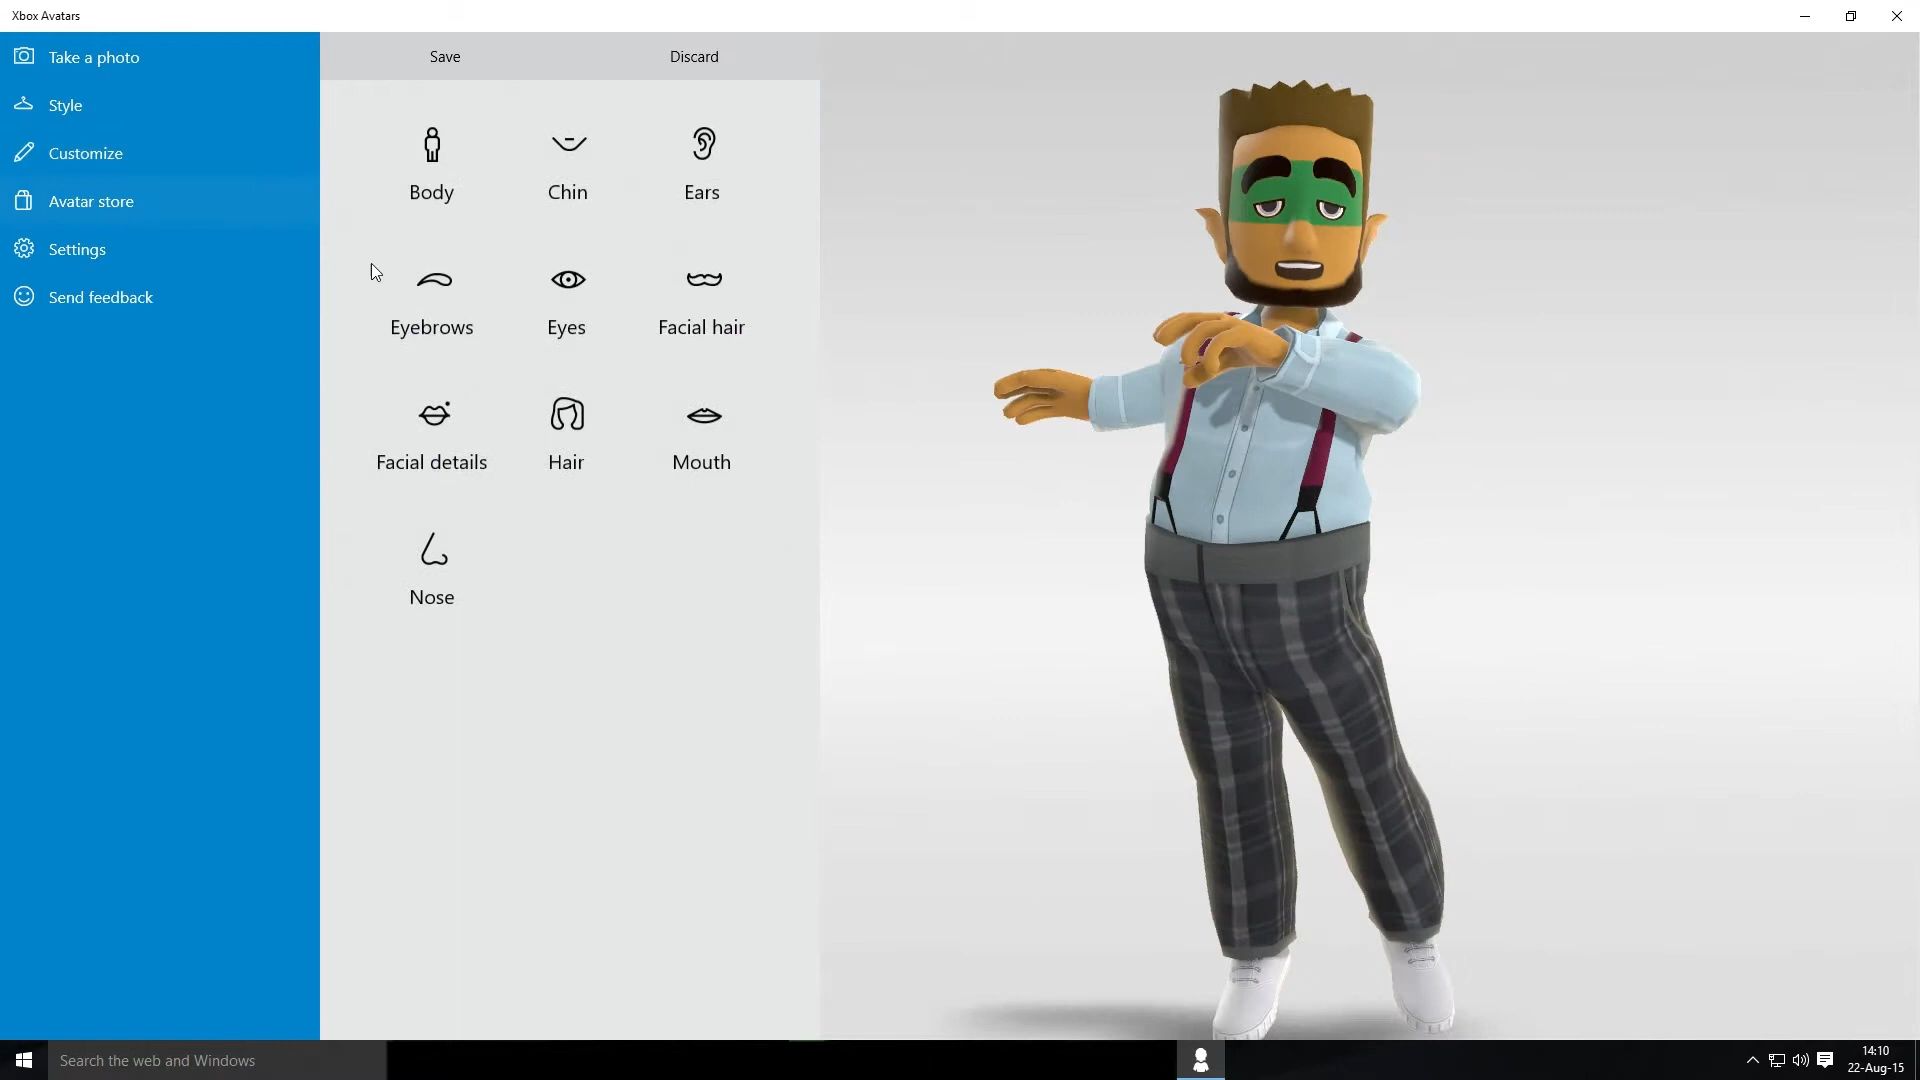 Xbox Avatars
Take a photo
Style
Customize
Avatar store
Settings
Send feedback
Save
Discard
Body
Chin
Ears
Eyebrows
Eyes
Facial hair
Facial details
Hair
Mouth
Nose
Search the web and Windows
14:10
22-Aug-15